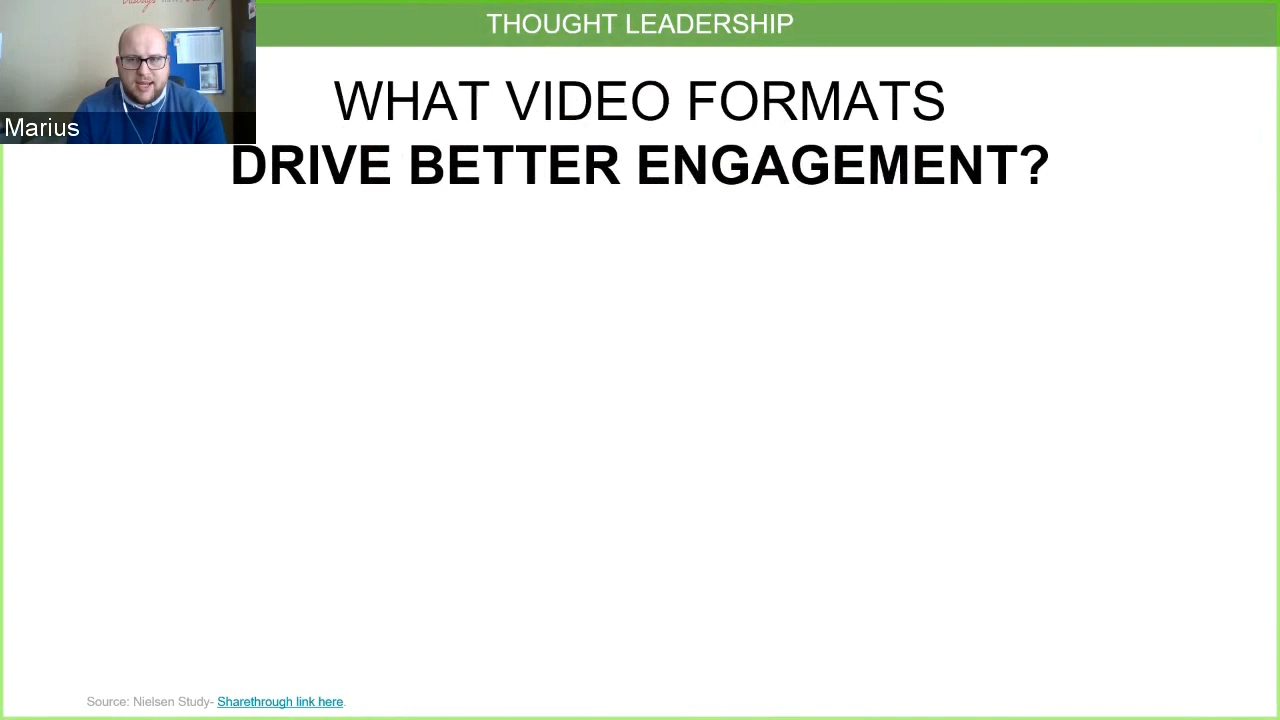 THOUGHT LEADERSHIP
Marius
WHAT VIDEO FORMATS
DRIVE BETTER ENGAGEMENT?
Source: Nielsen Study- Sharethrough link here.